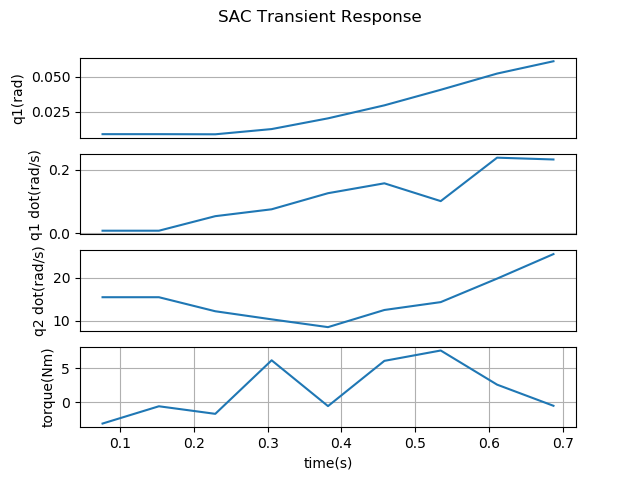 SAC Transient Response
0.050
0.025
q1(rad)
0.2
0.0
q1 dot(rad/s)
20
10
q2 dot(rad/s)
5
0
torque(Nm)
0.1 0.2 0.3 0.4 0.5 0.6 0.7
time(s)